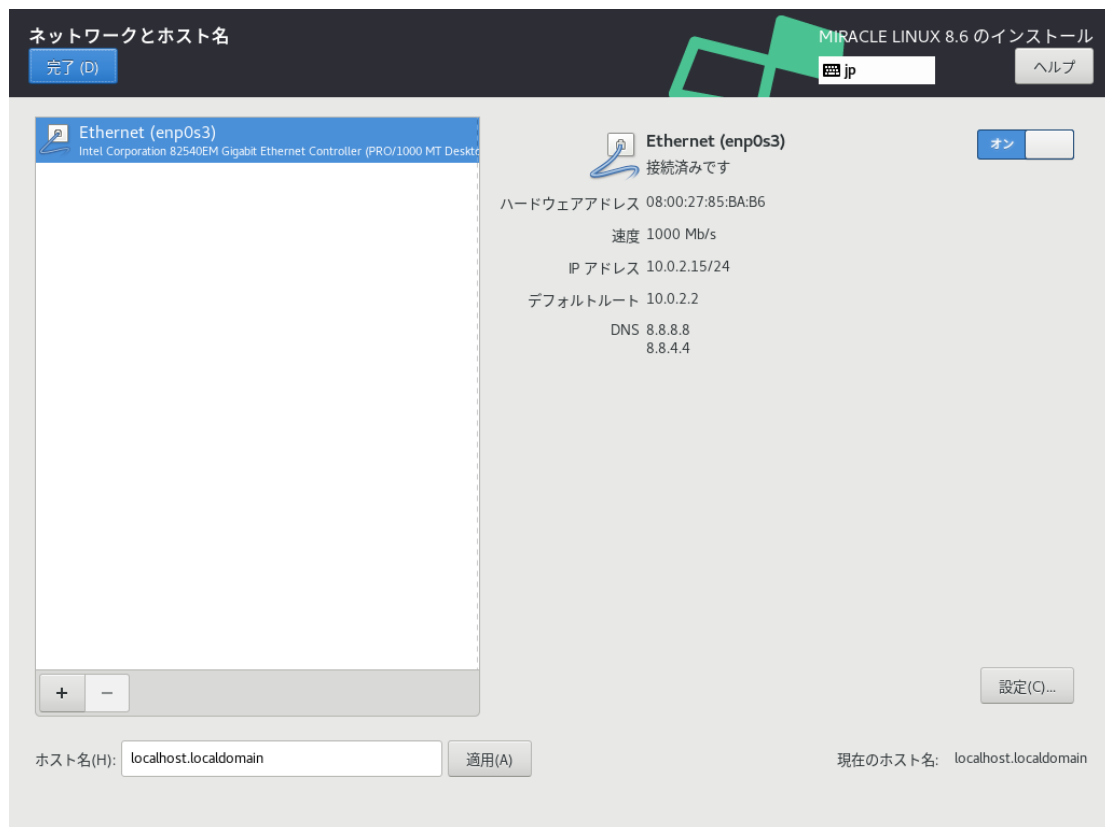 ネットワークとホスト名
MIRACLE LINUX 8.6 のインストール
完了 (D)
jp
ヘルプ
Ethernet (enp0s3)
Intel Corporation 82540EM Gigabit Ethernet Controller (PRO/1000 MT
Ethernet (enp0s3)
接続済みです
オン
ハードウェアアドレス 08:00:27:85:BA:B6
速度 1000 Mb/s
IP アドレス 10.0.2.15/24
デフォルトルート 10.0.2.2
DNS 8.8.8.8
8.8.4.4
+ −
設定(C)...
ホスト名(H): localhost.localdomain 適用(A) 現在のホスト名: localhost.localdomain